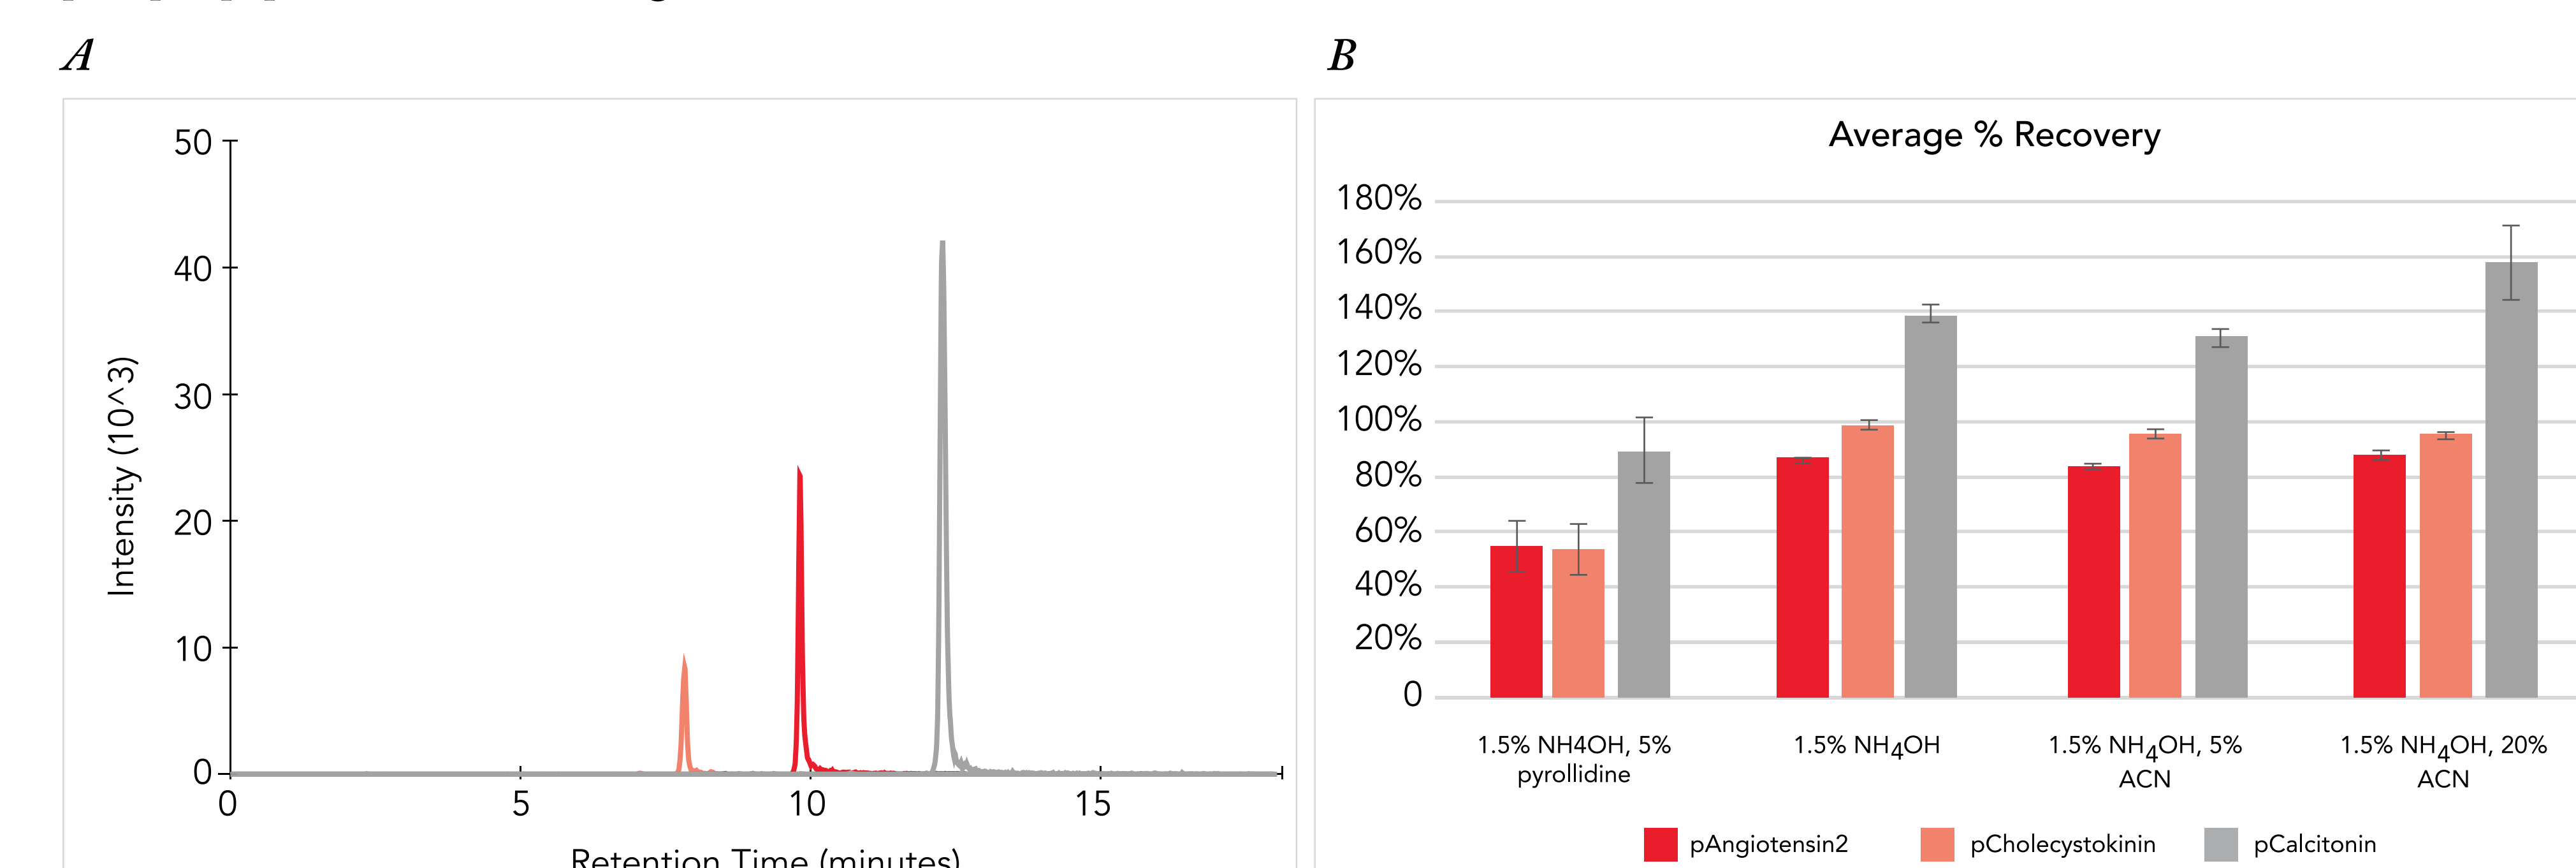 A
B
50
40
30
20
10
0
0 5 10 15
Intensity (10^3)
Retention Time (minutes)
Average % Recovery
180%
160%
140%
120%
100%
80%
60%
40%
20%
0
1.5% NH4OH, 5%
pyrollidine
1.5% NH4OH
1.5% NH4OH, 5%
ACN
1.5% NH4OH, 20%
ACN
pAngiotensin2 pCholecystokinin pCalcitonin